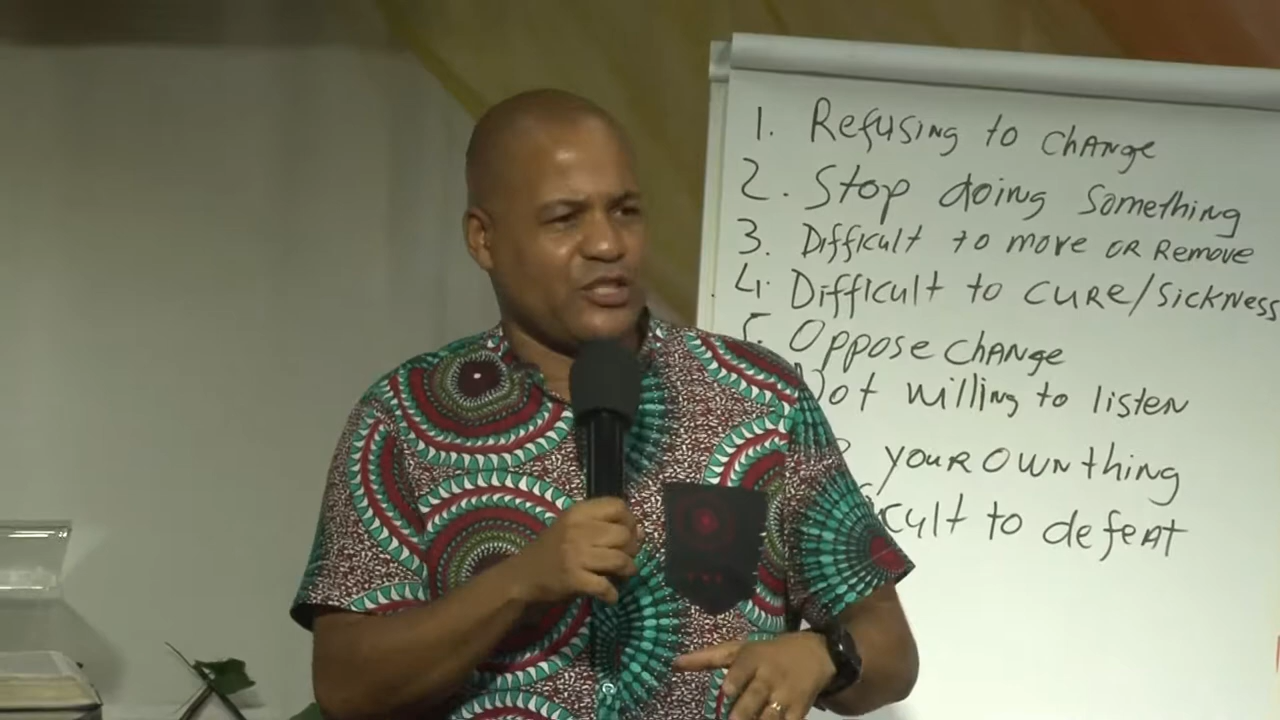 1. Refusing to change
2. Stop doing something
3. Difficult to move or Remove
4. Difficult to cure/sickness
5. Oppose change
Not willing to listen
your own thing
to defeat